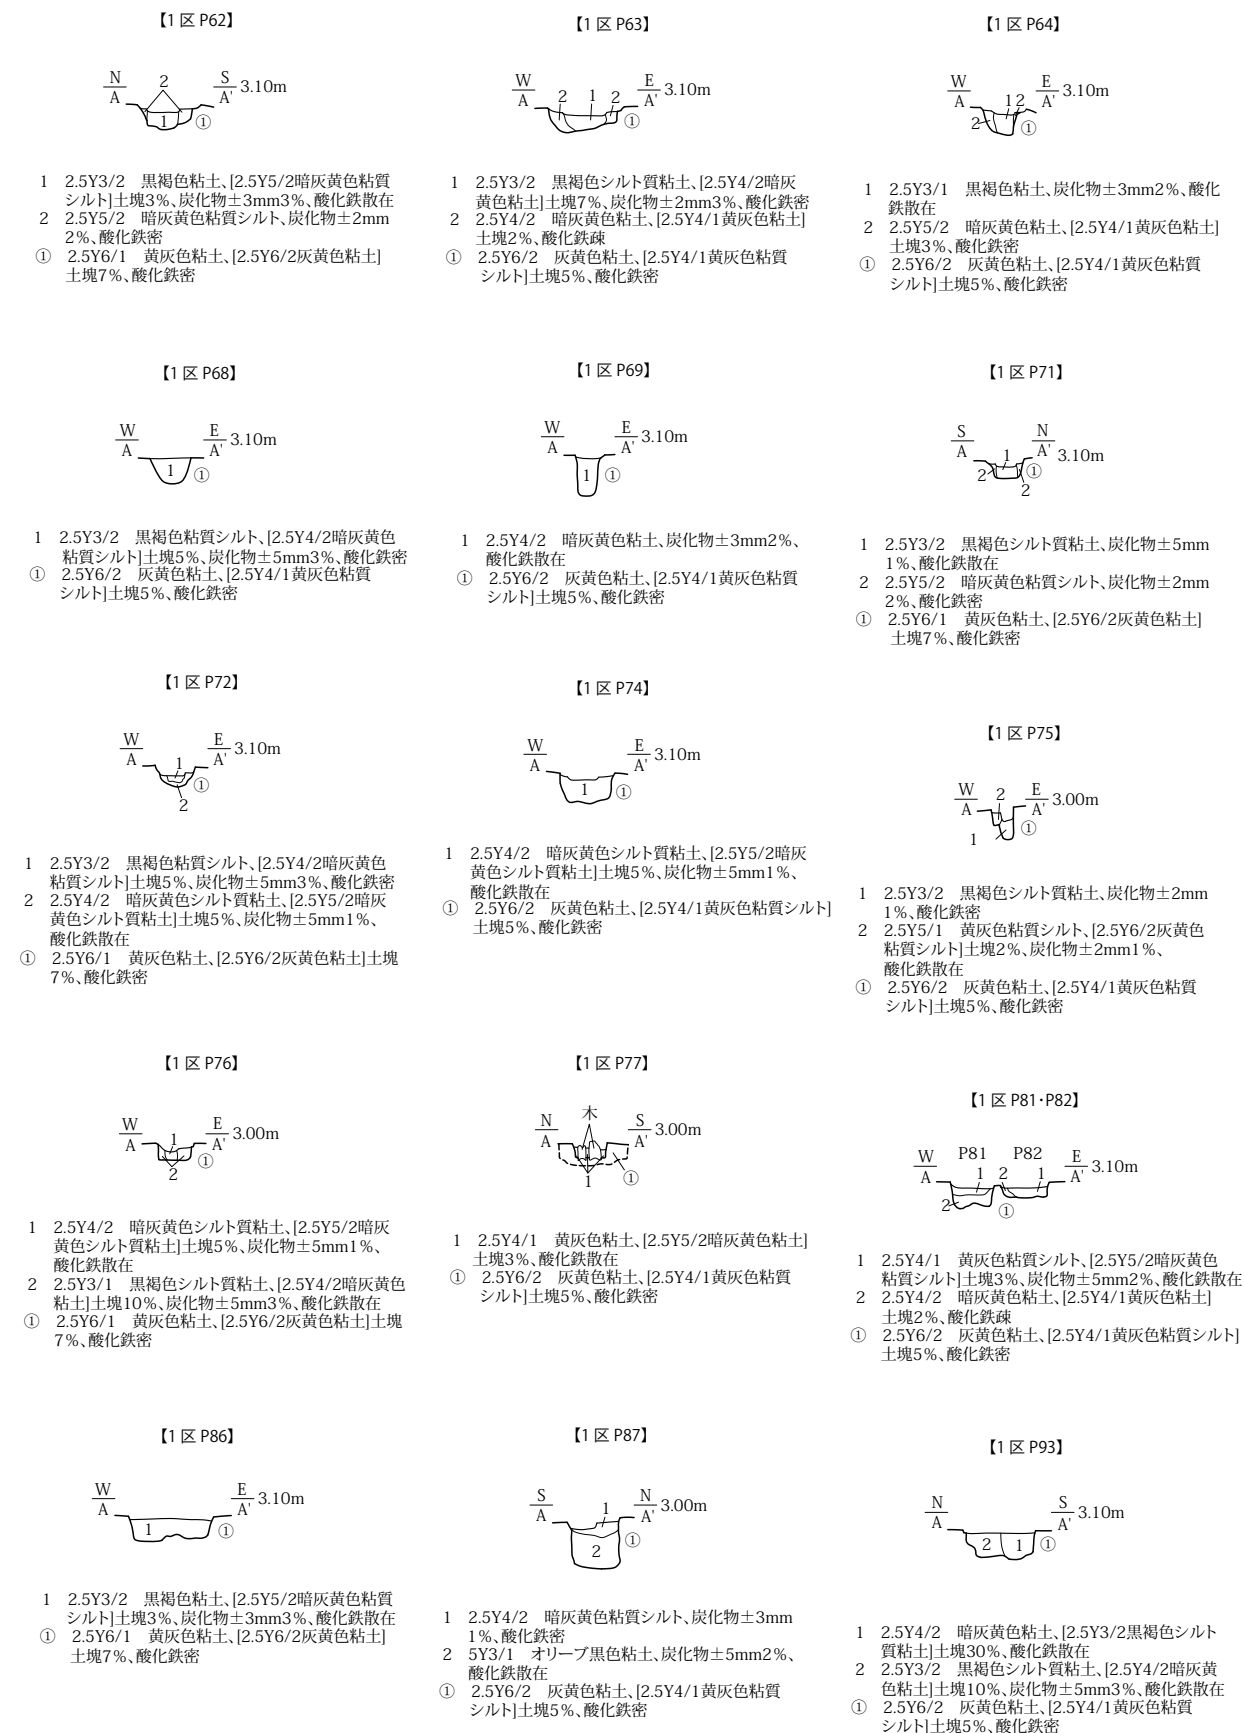 【1 区 P62】
N
A
2
S
A'
3.10m
1
①
1　2.5Y3/2　黒褐色粘土、[2.5Y5/2暗灰黄色粘質
シルト]土塊3%、炭化物±3mm3%、酸化鉄散在
2　2.5Y5/2　暗灰黄色粘質シルト、炭化物±2mm
2%、酸化鉄密
①　2.5Y6/1　黄灰色粘土、[2.5Y6/2灰黄色粘土]
土塊7%、酸化鉄密
【1 区 P63】
W
A
2 1 2
E
A'
3.10m
①
1　2.5Y3/2　黒褐色シルト質粘土、[2.5Y4/2暗灰
黄色粘土]土塊7%、炭化物±2mm3%、酸化鉄密
2　2.5Y4/2　暗灰黄色粘土、[2.5Y4/1黄灰色粘土]
土塊2%、酸化鉄疎
①　2.5Y6/2　灰黄色粘土、[2.5Y4/1黄灰色粘質
シルト]土塊5%、酸化鉄密
【1 区 P64】
W
A
1 2
E
A'
3.10m
2
①
1　2.5Y3/1　黒褐色粘土、炭化物±3mm2%、酸化
鉄散在
2　2.5Y5/2　暗灰黄色粘土、[2.5Y4/1黄灰色粘土]
土塊3%、酸化鉄密
①　2.5Y6/2　灰黄色粘土、[2.5Y4/1黄灰色粘質
シルト]土塊5%、酸化鉄密
【1 区 P68】
W
A
E
A'
3.10m
1
①
1　2.5Y3/2　黒褐色粘質シルト、[2.5Y4/2暗灰黄色
粘質シルト]土塊5%、炭化物±5mm3%、酸化鉄密
①　2.5Y6/2　灰黄色粘土、[2.5Y4/1黄灰色粘質
シルト]土塊5%、酸化鉄密
【1 区 P69】
W
A
E
A'
3.10m
1
①
1　2.5Y4/2　暗灰黄色粘土、炭化物±3mm2%、
酸化鉄散在
①　2.5Y6/2　灰黄色粘土、[2.5Y4/1黄灰色粘質
シルト]土塊5%、酸化鉄密
【1 区 P71】
S
A
1
N
A'
3.10m
2
①
2
1　2.5Y3/2　黒褐色シルト質粘土、炭化物±5mm
1%、酸化鉄散在
2　2.5Y5/2　暗灰黄色粘質シルト、炭化物±2mm
2%、酸化鉄密
①　2.5Y6/1　黄灰色粘土、[2.5Y6/2灰黄色粘土]
土塊7%、酸化鉄密
【1 区 P72】
W
A
1
E
A'
3.10m
①
2
1　2.5Y3/2　黒褐色粘質シルト、[2.5Y4/2暗灰黄色
粘質シルト]土塊5%、炭化物±5mm3%、酸化鉄密
2　2.5Y4/2　暗灰黄色シルト質粘土、[2.5Y5/2暗灰
黄色シルト質粘土]土塊5%、炭化物±5mm1%、
酸化鉄散在
①　2.5Y6/1　黄灰色粘土、[2.5Y6/2灰黄色粘土]土塊
7%、酸化鉄密
【1 区 P74】
W
A
E
A'
3.10m
1
①
1　2.5Y4/2　暗灰黄色シルト質粘土、[2.5Y5/2暗灰
黄色シルト質粘土]土塊5%、炭化物±5mm1%、
酸化鉄散在
①　2.5Y6/2　灰黄色粘土、[2.5Y4/1黄灰色粘質シルト]
土塊5%、酸化鉄密
【1 区 P75】
W
A
2
E
A'
3.00m
1
①
1　2.5Y3/2　黒褐色シルト質粘土、炭化物±2mm
1%、酸化鉄密
2　2.5Y5/1　黄灰色粘質シルト、[2.5Y6/2灰黄色
粘質シルト]土塊2%、炭化物±2mm1%、
酸化鉄散在
①　2.5Y6/2　灰黄色粘土、[2.5Y4/1黄灰色粘質
シルト]土塊5%、酸化鉄密
【1 区 P76】
W
A
1
E
A'
3.00m
①
2
1　2.5Y4/2　暗灰黄色シルト質粘土、[2.5Y5/2暗灰
黄色シルト質粘土]土塊5%、炭化物±5mm1%、
酸化鉄散在
2　2.5Y3/1　黒褐色シルト質粘土、[2.5Y4/2暗灰黄色
粘土]土塊10%、炭化物±5mm3%、酸化鉄散在
①　2.5Y6/1　黄灰色粘土、[2.5Y6/2灰黄色粘土]土塊
7%、酸化鉄密
【1 区 P77】
N
A
木
S
A'
3.00m
1
①
1　2.5Y4/1　黄灰色粘土、[2.5Y5/2暗灰黄色粘土]
土塊3%、酸化鉄散在
①　2.5Y6/2　灰黄色粘土、[2.5Y4/1黄灰色粘質
シルト]土塊5%、酸化鉄密
【1 区 P81・P82】
W
A
P81 P82
1 2 1
E
A'
3.10m
2
①
1　2.5Y4/1　黄灰色粘質シルト、[2.5Y5/2暗灰黄色
粘質シルト]土塊3%、炭化物±5mm2%、酸化鉄散在
2　2.5Y4/2　暗灰黄色粘土、[2.5Y4/1黄灰色粘土]
土塊2%、酸化鉄疎
①　2.5Y6/2　灰黄色粘土、[2.5Y4/1黄灰色粘質シルト]
土塊5%、酸化鉄密
【1 区 P86】
W
A
E
A'
3.10m
1
①
1　2.5Y3/2　黒褐色粘土、[2.5Y5/2暗灰黄色粘質
シルト]土塊3%、炭化物±3mm3%、酸化鉄散在
①　2.5Y6/1　黄灰色粘土、[2.5Y6/2灰黄色粘土]
土塊7%、酸化鉄密
【1 区 P87】
S
A
1
N
A'
3.00m
2
①
1　2.5Y4/2　暗灰黄色粘質シルト、炭化物±3mm
1%、酸化鉄密
2　5Y3/1　オリーブ黒色粘土、炭化物±5mm2%、
酸化鉄散在
①　2.5Y6/2　灰黄色粘土、[2.5Y4/1黄灰色粘質
シルト]土塊5%、酸化鉄密
【1 区 P93】
N
A
S
A'
3.10m
2 1
①
1　2.5Y4/2　暗灰黄色粘土、[2.5Y3/2黒褐色シルト
質粘土]土塊30%、酸化鉄散在
2　2.5Y3/2　黒褐色シルト質粘土、[2.5Y4/2暗灰黄
色粘土]土塊10%、炭化物±5mm3%、酸化鉄散在
①　2.5Y6/2　灰黄色粘土、[2.5Y4/1黄灰色粘質
シルト]土塊5%、酸化鉄密